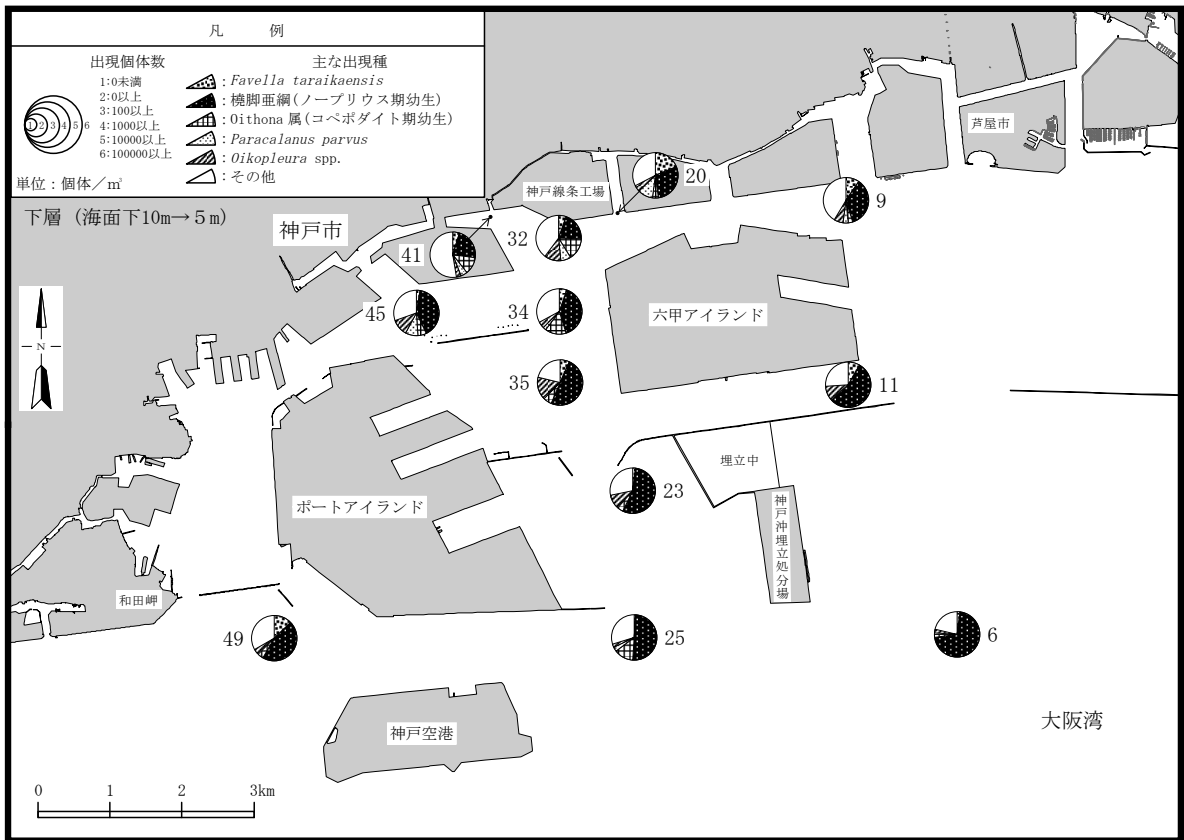 凡 例
出現個体数
1:0未満
2:0以上
3:100以上
4:1000以上
5:10000以上
6:100000以上
1 2 3 4 5 6
単位：個体／㎥
主な出現種
：Favella taraikaensis
：橈脚亜綱(ノープリウス期幼生)
：Oithona 属(コペポダイト期幼生)
：Paracalanus parvus
：Oikopleura spp.
：その他
下層 (海面下10m→５m)
神戸市
神戸線条工場
芦屋市
20
9
32
41
45
34
六甲アイランド
N
35
11
埋立中
23
ポートアイランド
神戸沖埋立処分場
和田岬
49
25
6
大阪湾
神戸空港
0 1 2 3km